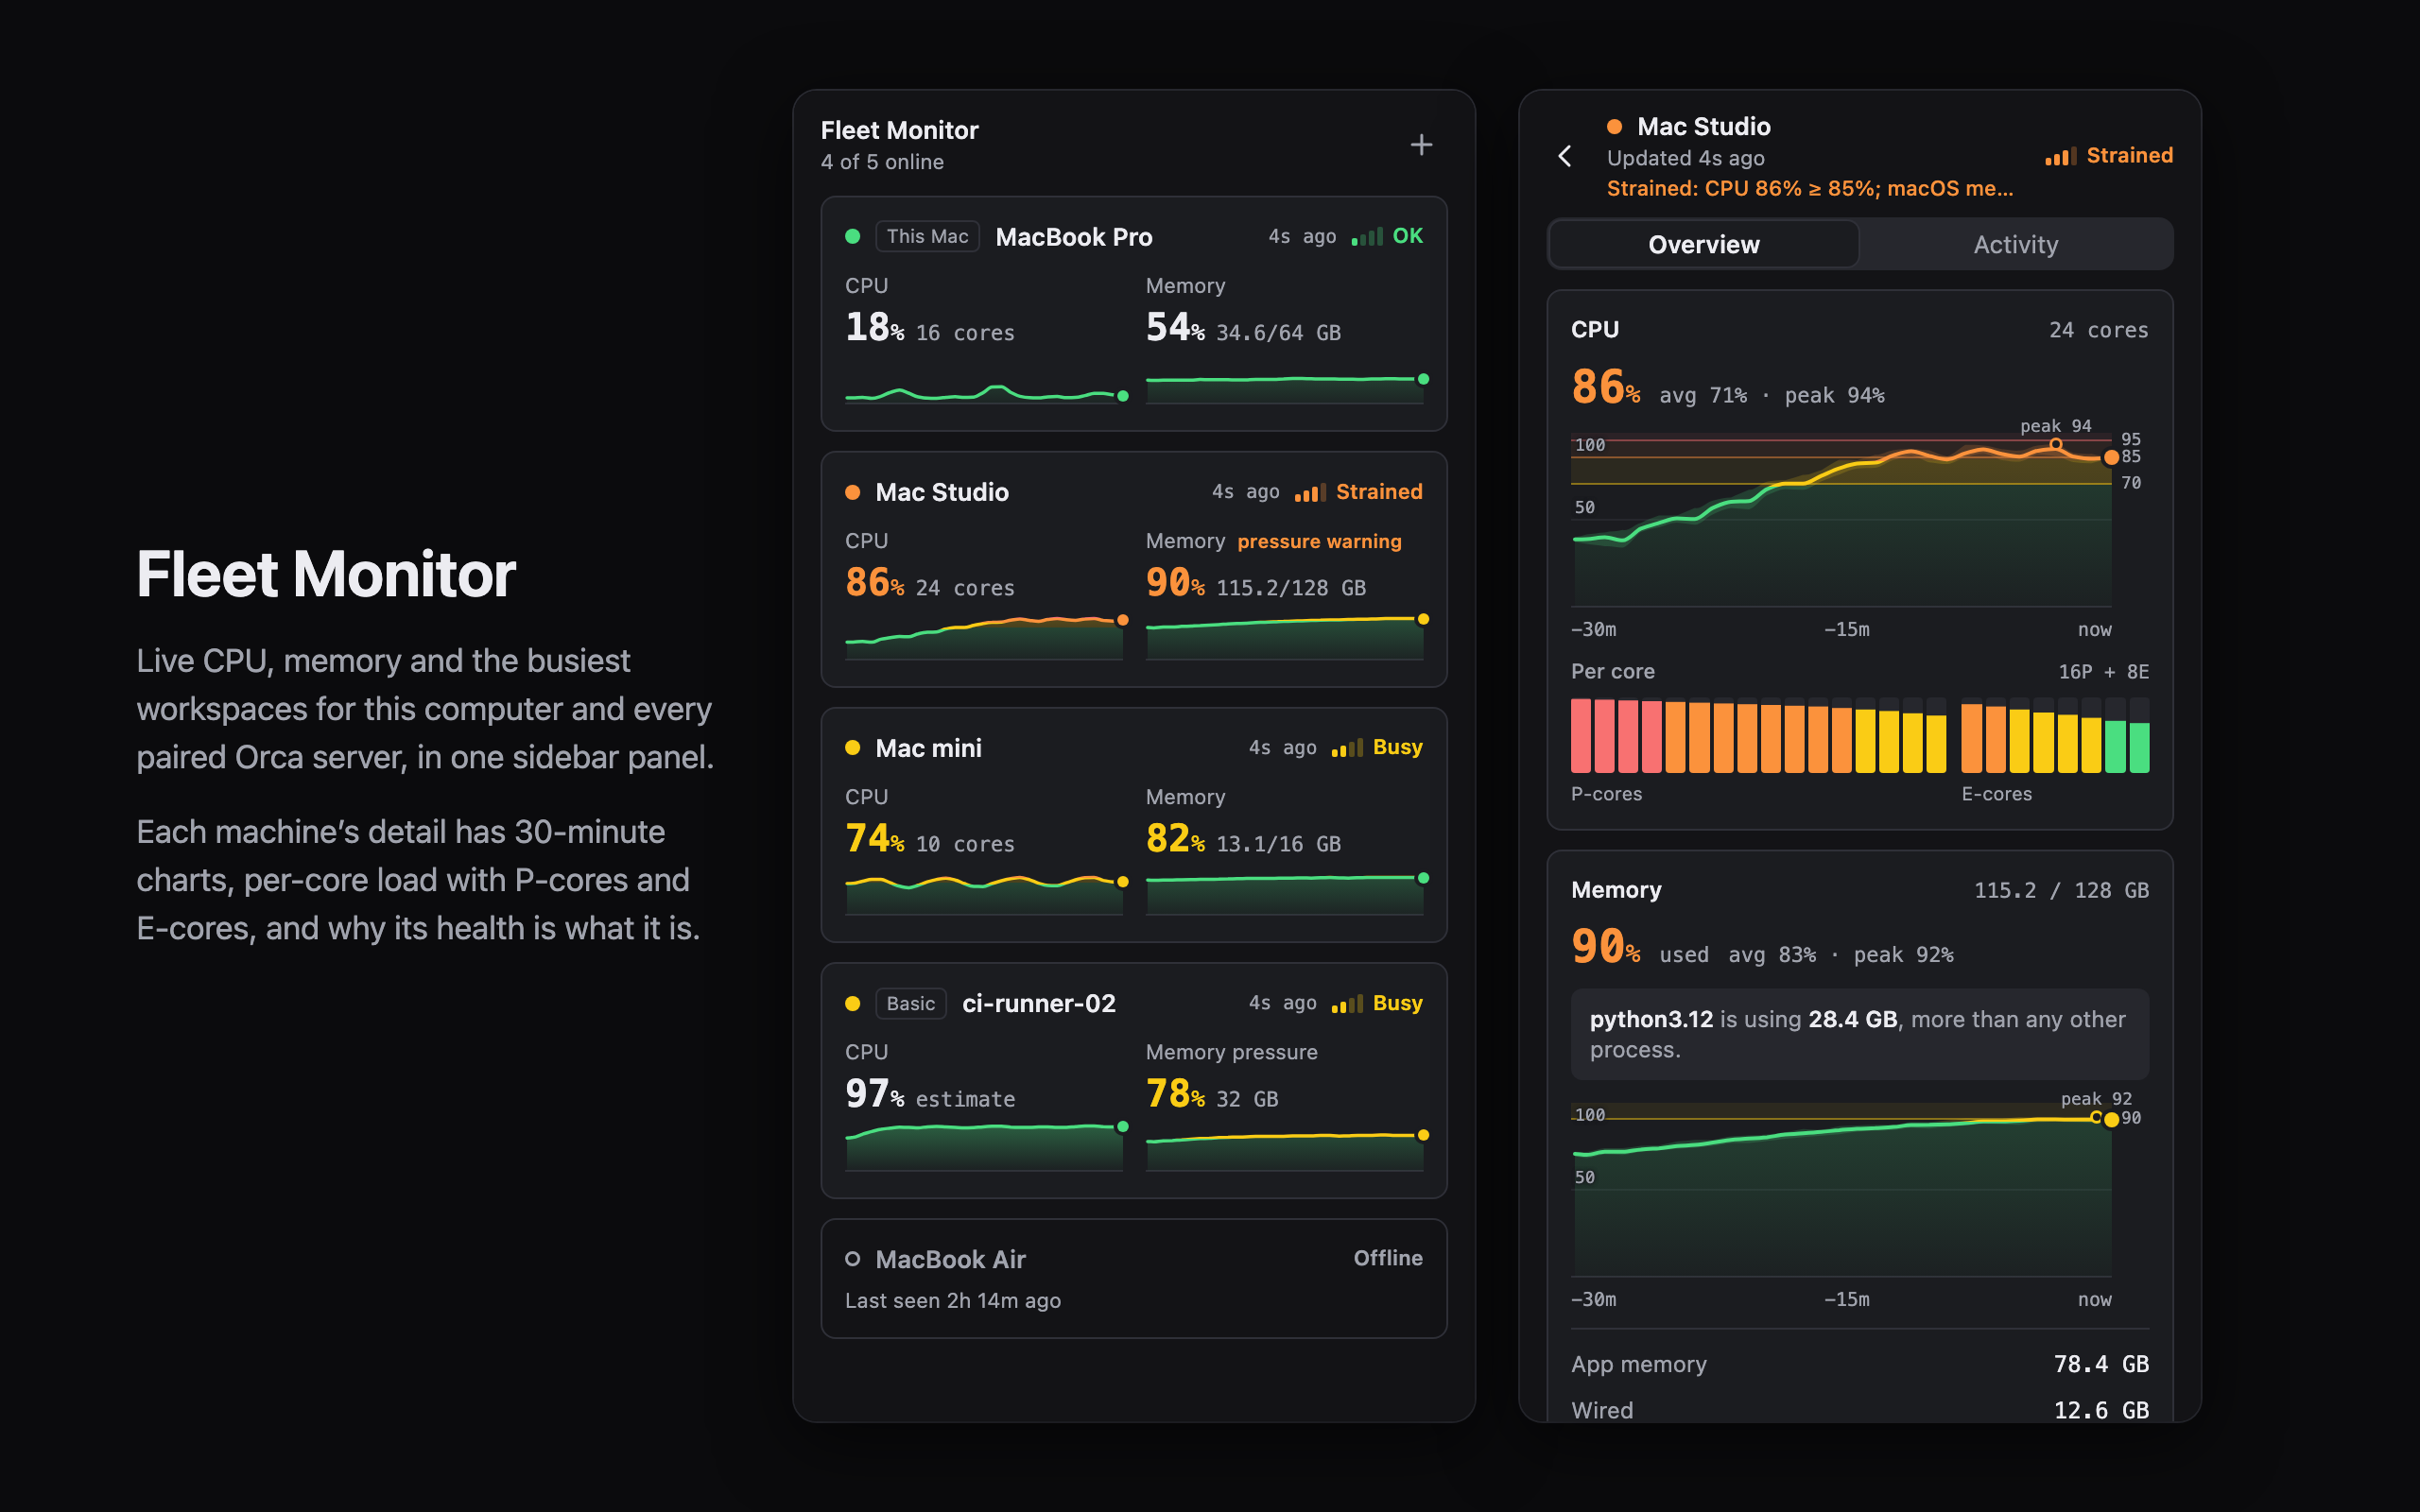 Fleet Monitor
Live CPU, memory and the busiest
workspaces for this computer and every
paired Orca server, in one sidebar panel.
Each machine’s detail has 30-minute
charts, per-core load with P-cores and
E-cores, and why its health is what it is.
Fleet Monitor
4 of 5 online
This Mac MacBook Pro 4s ago OK
CPU Memory
18% 16 cores 54% 34.6/64 GB
Mac Studio 4s ago Strained
CPU Memory pressure warning
86% 24 cores 90% 115.2/128 GB
Mac mini 4s ago Busy
CPU Memory
74% 10 cores 82% 13.1/16 GB
Basic ci-runner-02 4s ago Busy
CPU Memory pressure
97% estimate 78% 32 GB
MacBook Air Offline
Last seen 2h 14m ago
Mac Studio
Updated 4s ago Strained
Strained: CPU 86% ≥ 85%; macOS me...
Overview Activity
CPU 24 cores
86% avg 71% · peak 94%
peak 94
100 95
85
70
50
−30m −15m now
Per core 16P + 8E
P-cores E-cores
Memory 115.2 / 128 GB
90% used avg 83% · peak 92%
python3.12 is using 28.4 GB, more than any other
process.
peak 92
100 90
50
−30m −15m now
App memory 78.4 GB
Wired 12.6 GB